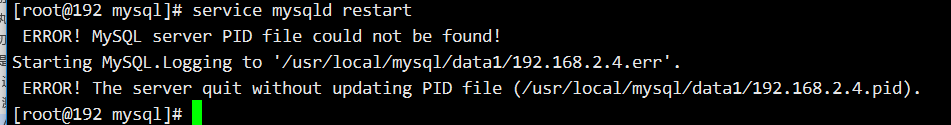 [root@192 mysql]# service mysqld restart
 ERROR! MySQL server PID file could not be found!
Starting MySQL.Logging to '/usr/local/mysql/data1/192.168.2.4.err'.
 ERROR! The server quit without updating PID file (/usr/local/mysql/data1/192.168.2.4.pid).
[root@192 mysql]#